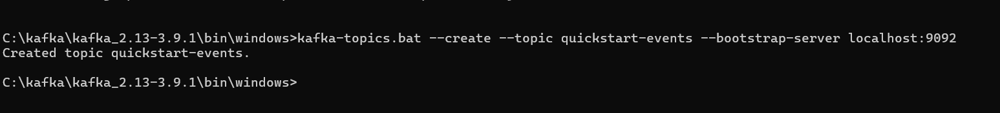 C:\kafka\kafka_2.13-3.9.1\bin\windows>kafka-topics.bat --create --topic quickstart-events --bootstrap-server localhost:9092
Created topic quickstart-events.
C:\kafka\kafka_2.13-3.9.1\bin\windows>